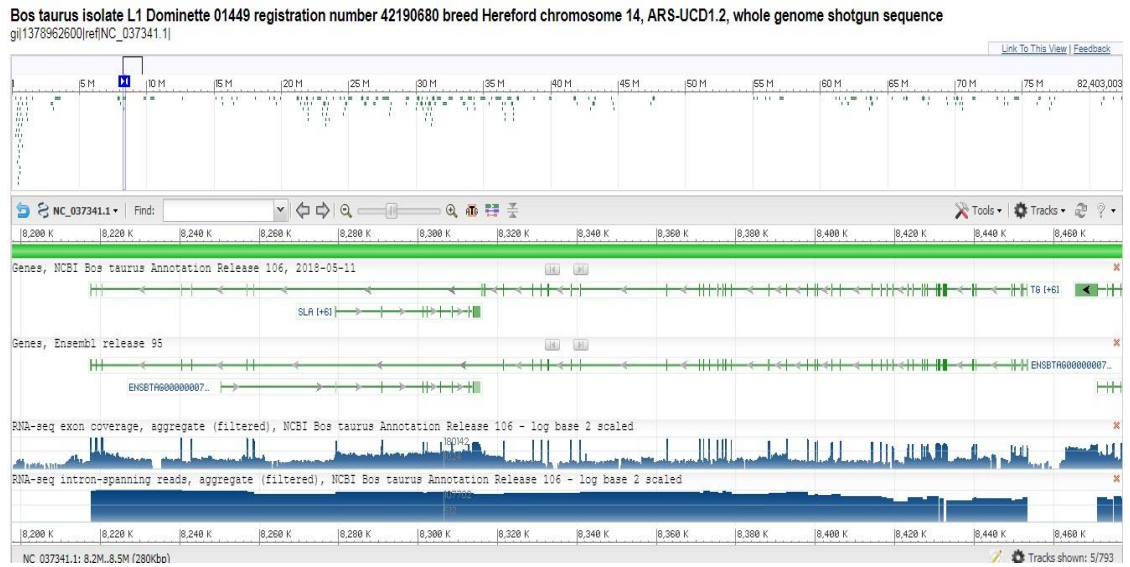 Bos taurus isolate L1 Dominette 01449 registration number 42190680 breed Hereford chromosome 14, ARS-UCD1.2, whole genome shotgun sequence
gi|1378962600|ref|NC_037341.1|
Link To This View | Feedback
5 M 10 M 15 M 20 M 25 M 30 M 35 M 40 M 45 M 50 M 55 M 60 M 65 M 70 M 75 M 82,403,003
NC_037341.1 Find: Tools Tracks ?
8,200 K 8,220 K 8,240 K 8,260 K 8,280 K 8,300 K 8,320 K 8,340 K 8,360 K 8,380 K 8,400 K 8,420 K 8,440 K 8,460 K
Genes, NCBI Bos taurus Annotation Release 106, 2018-05-11
TG [+6]
SLA [+6]
Genes, Ensembl release 95
ENSBTAG00000007...
ENSBTAG00000007...
RNA-seq exon coverage, aggregate (filtered), NCBI Bos taurus Annotation Release 106 - log base 2 scaled
180142
RNA-seq intron-spanning reads, aggregate (filtered), NCBI Bos taurus Annotation Release 106 - log base 2 scaled
8,200 K 8,220 K 8,240 K 8,260 K 8,280 K 8,300 K 8,320 K 8,340 K 8,360 K 8,380 K 8,400 K 8,420 K 8,440 K 8,460 K
NC_037341.1: 8.2M..8.5M (280Kbp) Tracks shown: 5/793